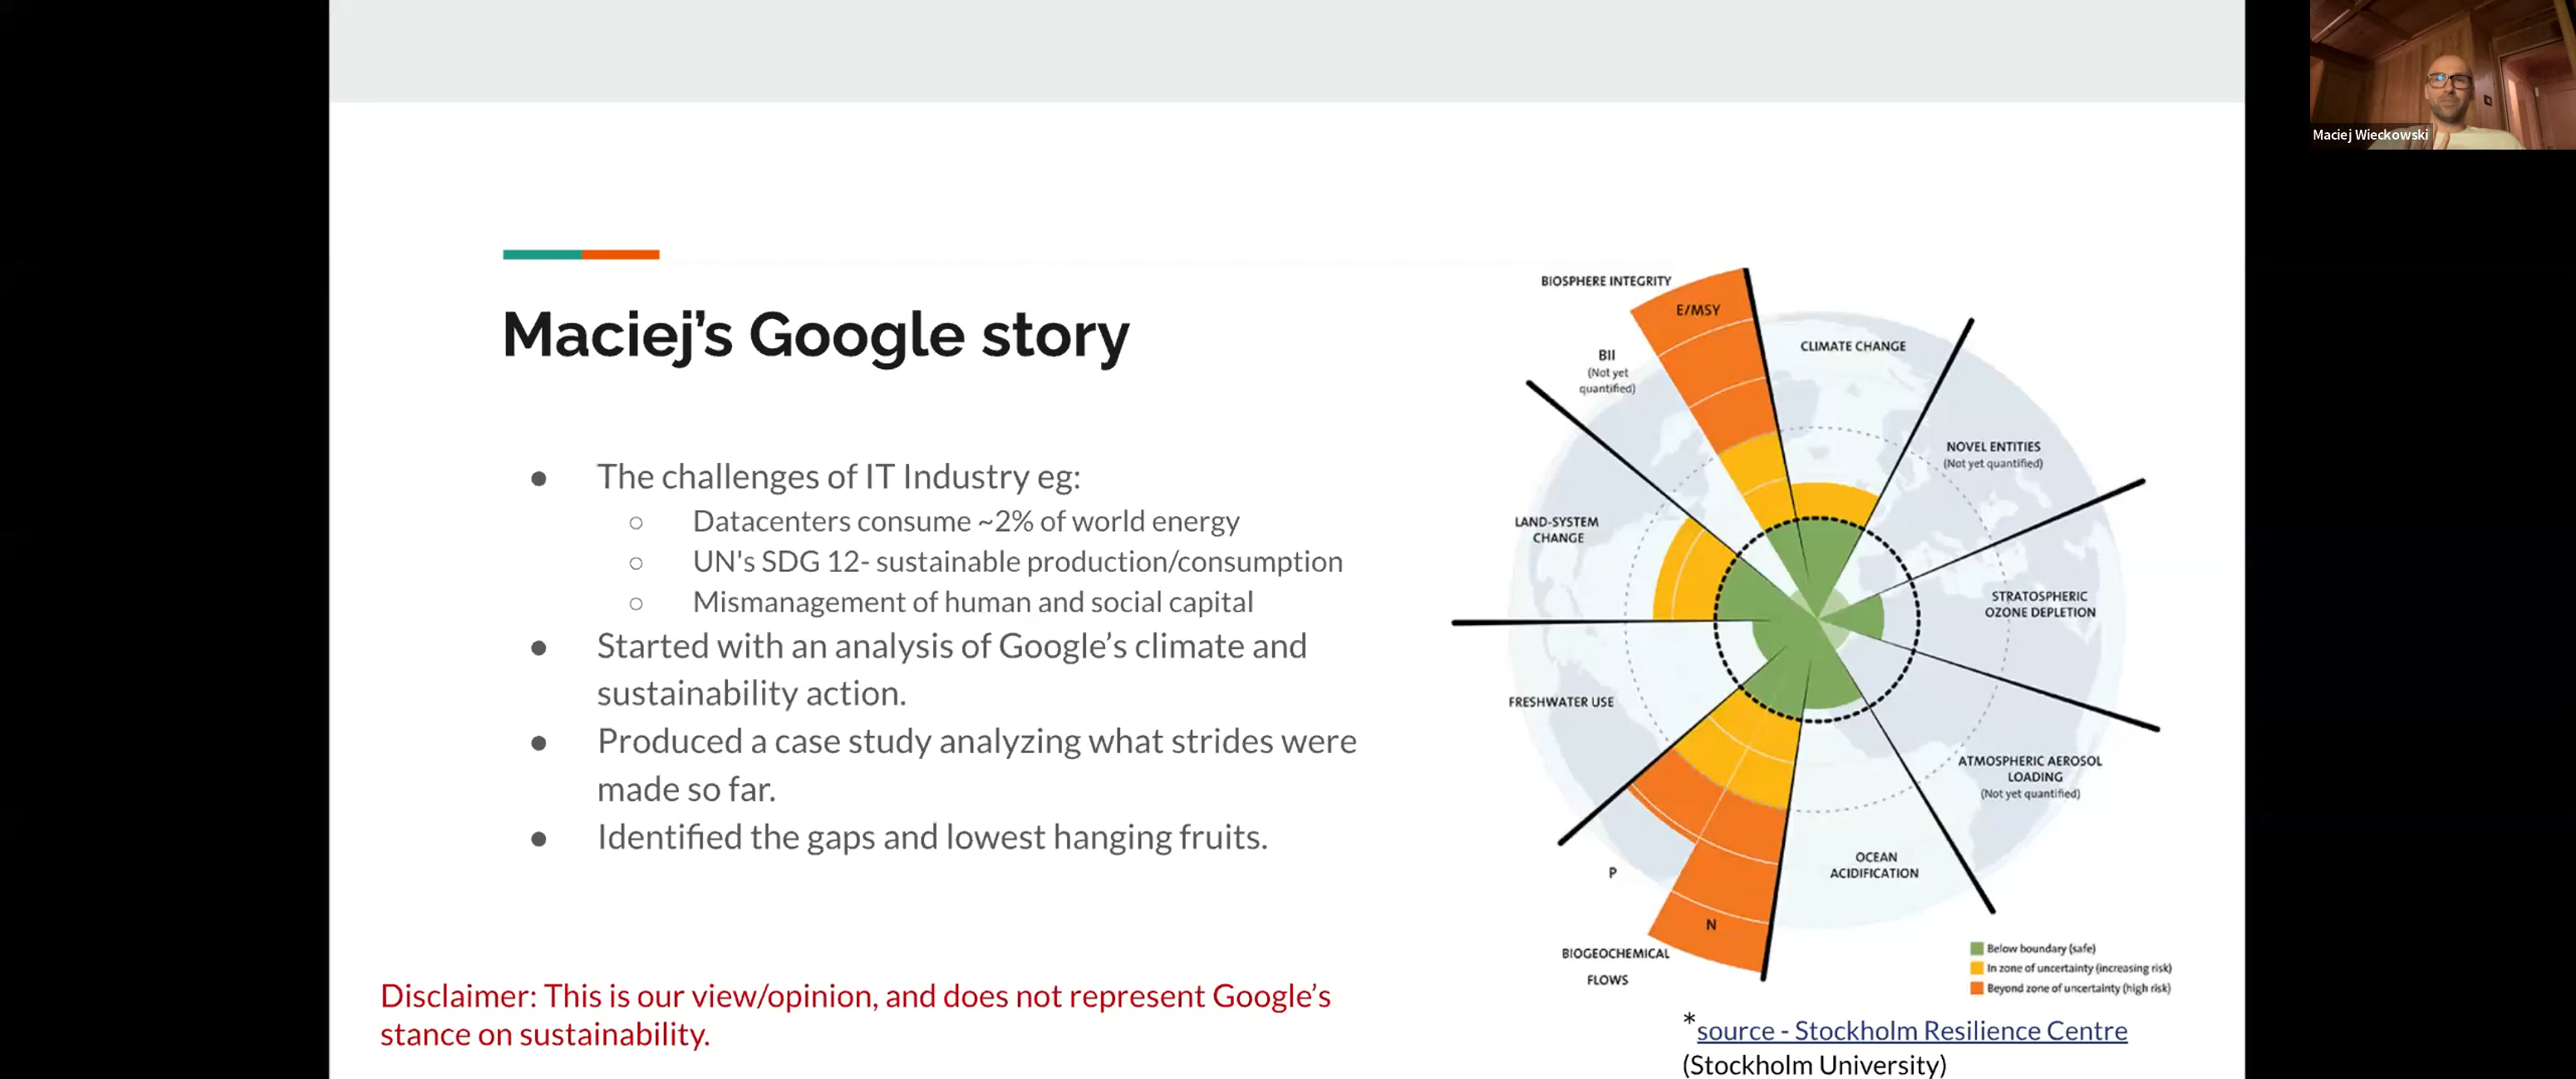 Maciej Wieckowski
Maciej's Google story
● The challenges of IT Industry eg:
○ Datacenters consume ~2% of world energy
○ UN's SDG 12- sustainable production/consumption
○ Mismanagement of human and social capital
● Started with an analysis of Google's climate and
sustainability action.
● Produced a case study analyzing what strides were
made so far.
● Identified the gaps and lowest hanging fruits.
Disclaimer: This is our view/opinion, and does not represent Google's
stance on sustainability.
BIOSPHERE INTEGRITY
E/MSY
BII
(Not yet
quantified)
CLIMATE CHANGE
NOVEL ENTITIES
(Not yet quantified)
LAND-SYSTEM
CHANGE
STRATOSPHERIC
OZONE DEPLETION
FRESHWATER USE
ATMOSPHERIC AEROSOL
LOADING
(Not yet quantified)
P
OCEAN
ACIDIFICATION
N
BIOGEOCHEMICAL
FLOWS
Below boundary (safe)
In zone of uncertainty (increasing risk)
Beyond zone of uncertainty (high risk)
*source - Stockholm Resilience Centre
(Stockholm University)